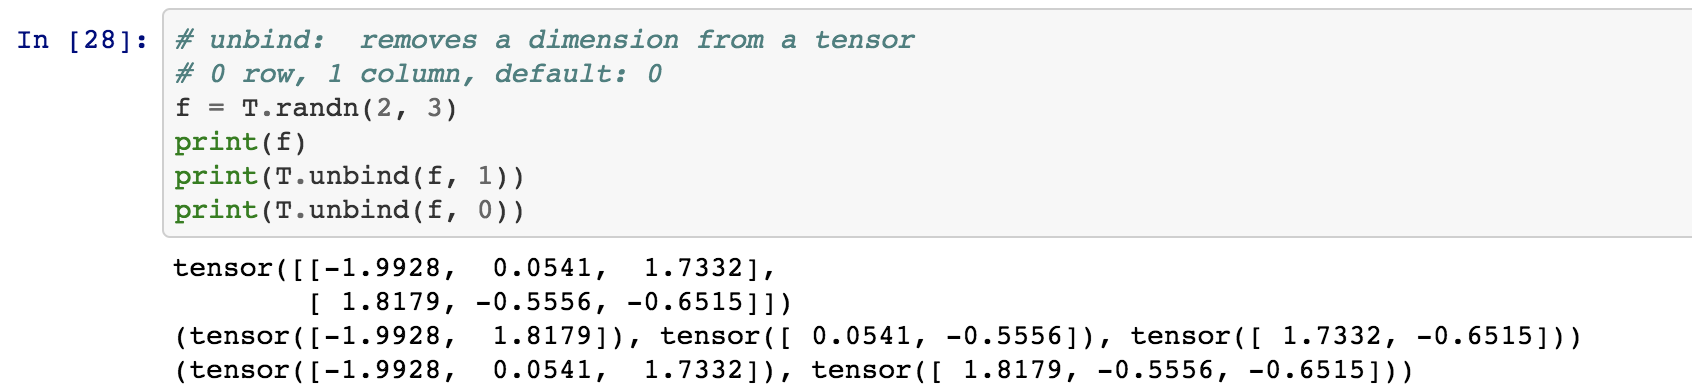 In [28]: # unbind:  removes a dimension from a tensor
# 0 row, 1 column, default: 0
f = T.randn(2, 3)
print(f)
print(T.unbind(f, 1))
print(T.unbind(f, 0))
tensor([[-1.9928,  0.0541,  1.7332],
        [ 1.8179, -0.5556, -0.6515]])
(tensor([-1.9928,  1.8179]), tensor([ 0.0541, -0.5556]), tensor([ 1.7332, -0.6515]))
(tensor([-1.9928,  0.0541,  1.7332]), tensor([ 1.8179, -0.5556, -0.6515]))